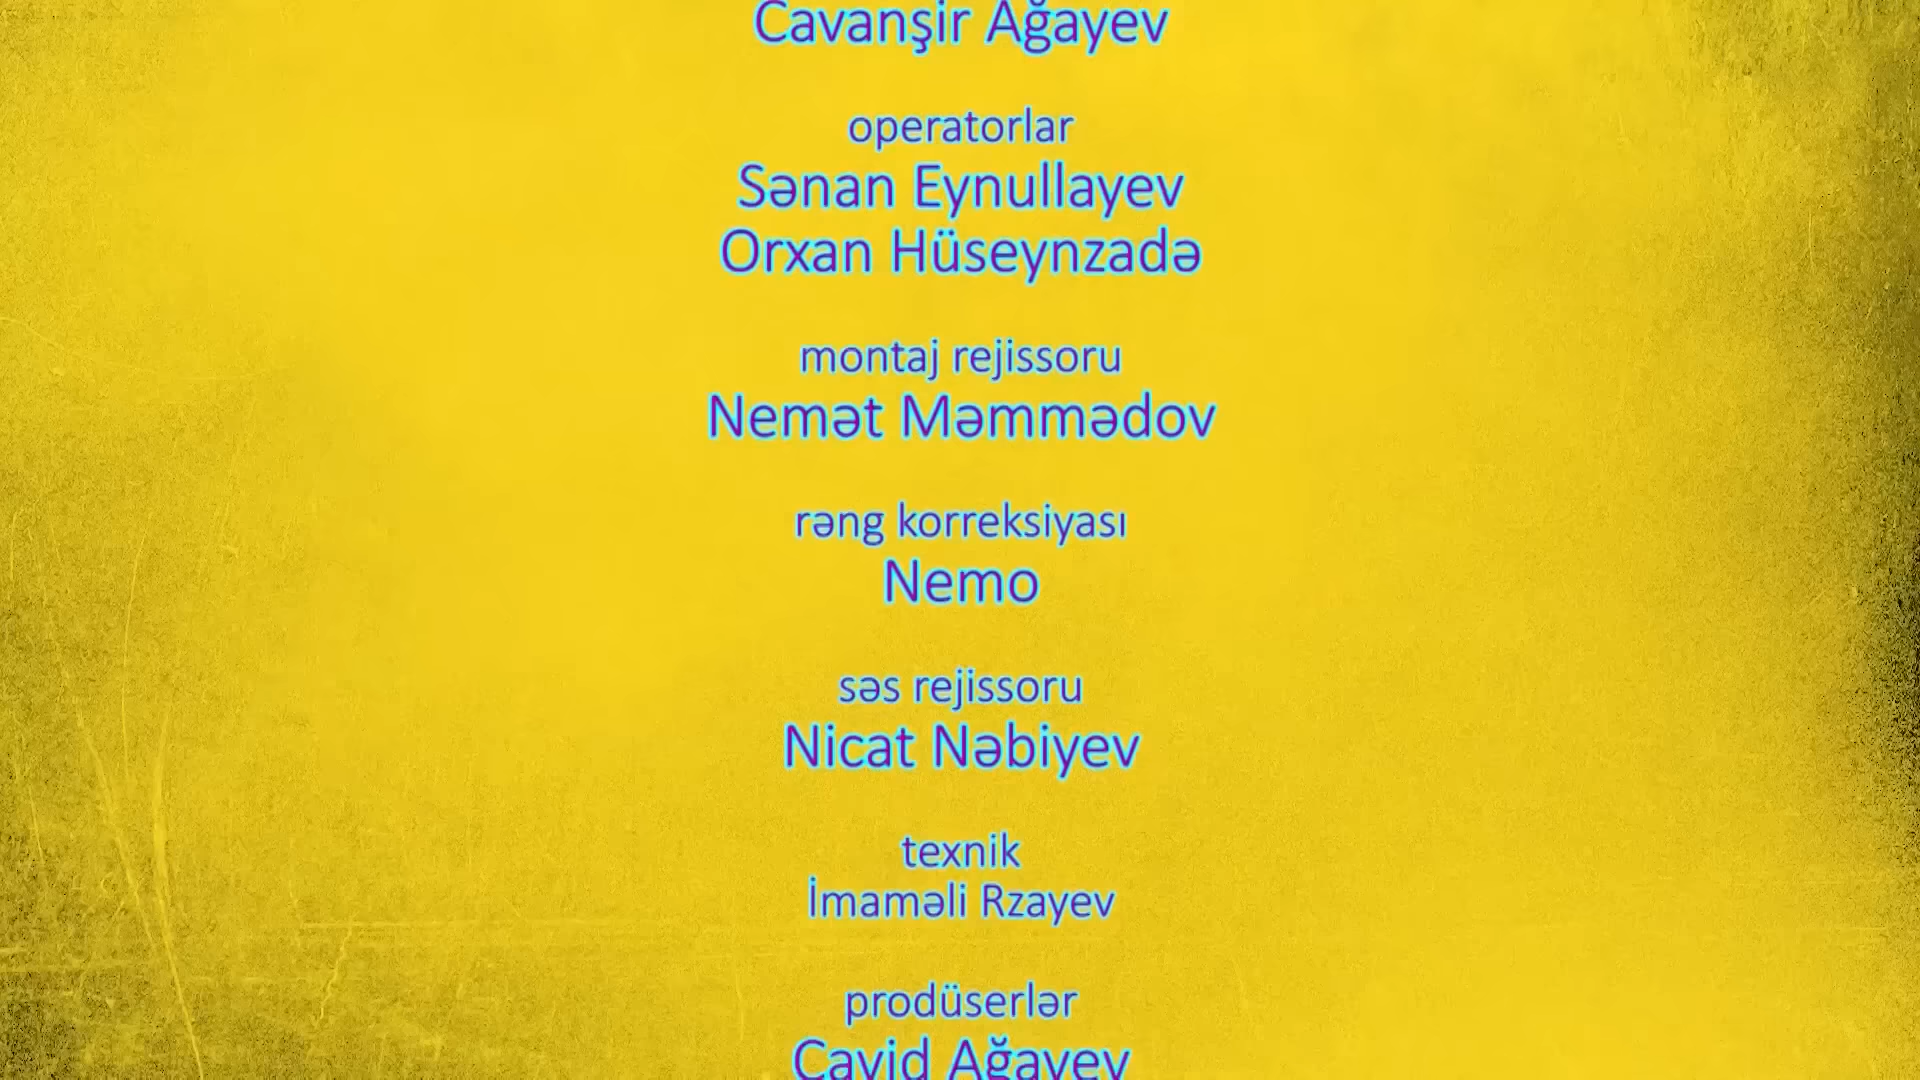 Cavanşir Ağayev
operatorlar
Sənan Eynullayev
Orxan Hüseynzadə
montaj rejissoru
Nemət Məmmədov
rəng korreksiyası
Nemo
səs rejissoru
Nicat Nəbiyev
texnik
İmaməli Rzayev
prodüserlər
Cavid Ağayev